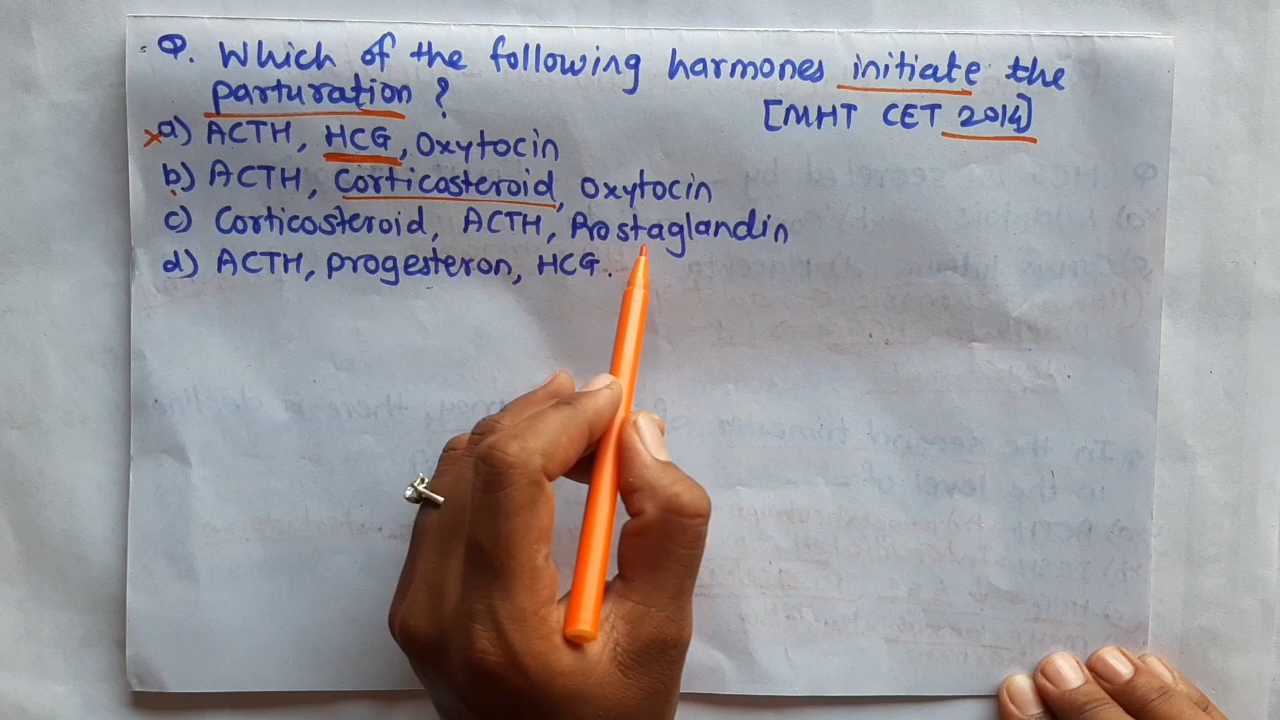 Q. Which of the following harmones initiate the
parturation ? [MHT CET 2014]
a) ACTH, HCG, Oxytocin
b) ACTH, Corticosteroid, Oxytocin
c) Corticosteroid, ACTH, Prostaglandin
d) ACTH, progesteron, HCG.